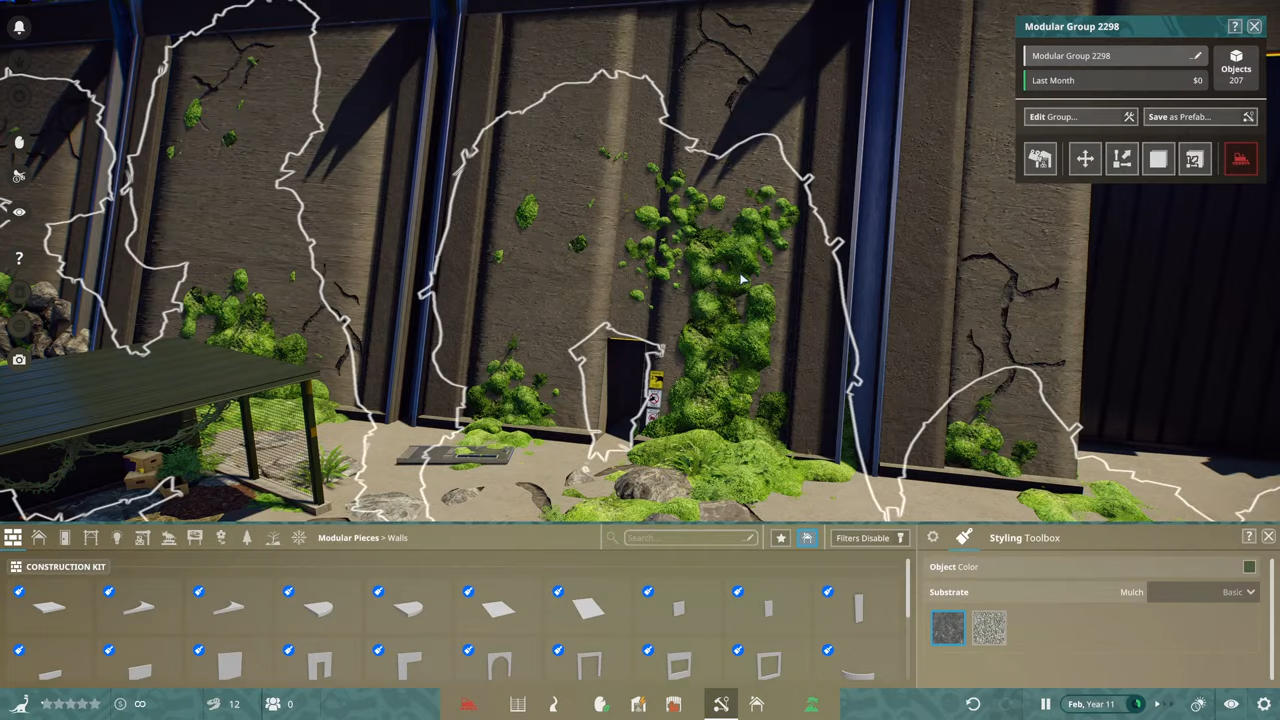 Modular Group 2298
?
Modular Group 2298
Objects
207
Last Month $0
Edit Group...
Save as Prefab...
?
Modular Pieces > Walls
Search...
Filters Disable
Styling Toolbox
?
CONSTRUCTION KIT
Object Color
Substrate
Mulch
Basic
$ ∞
12
0
Feb, Year 11